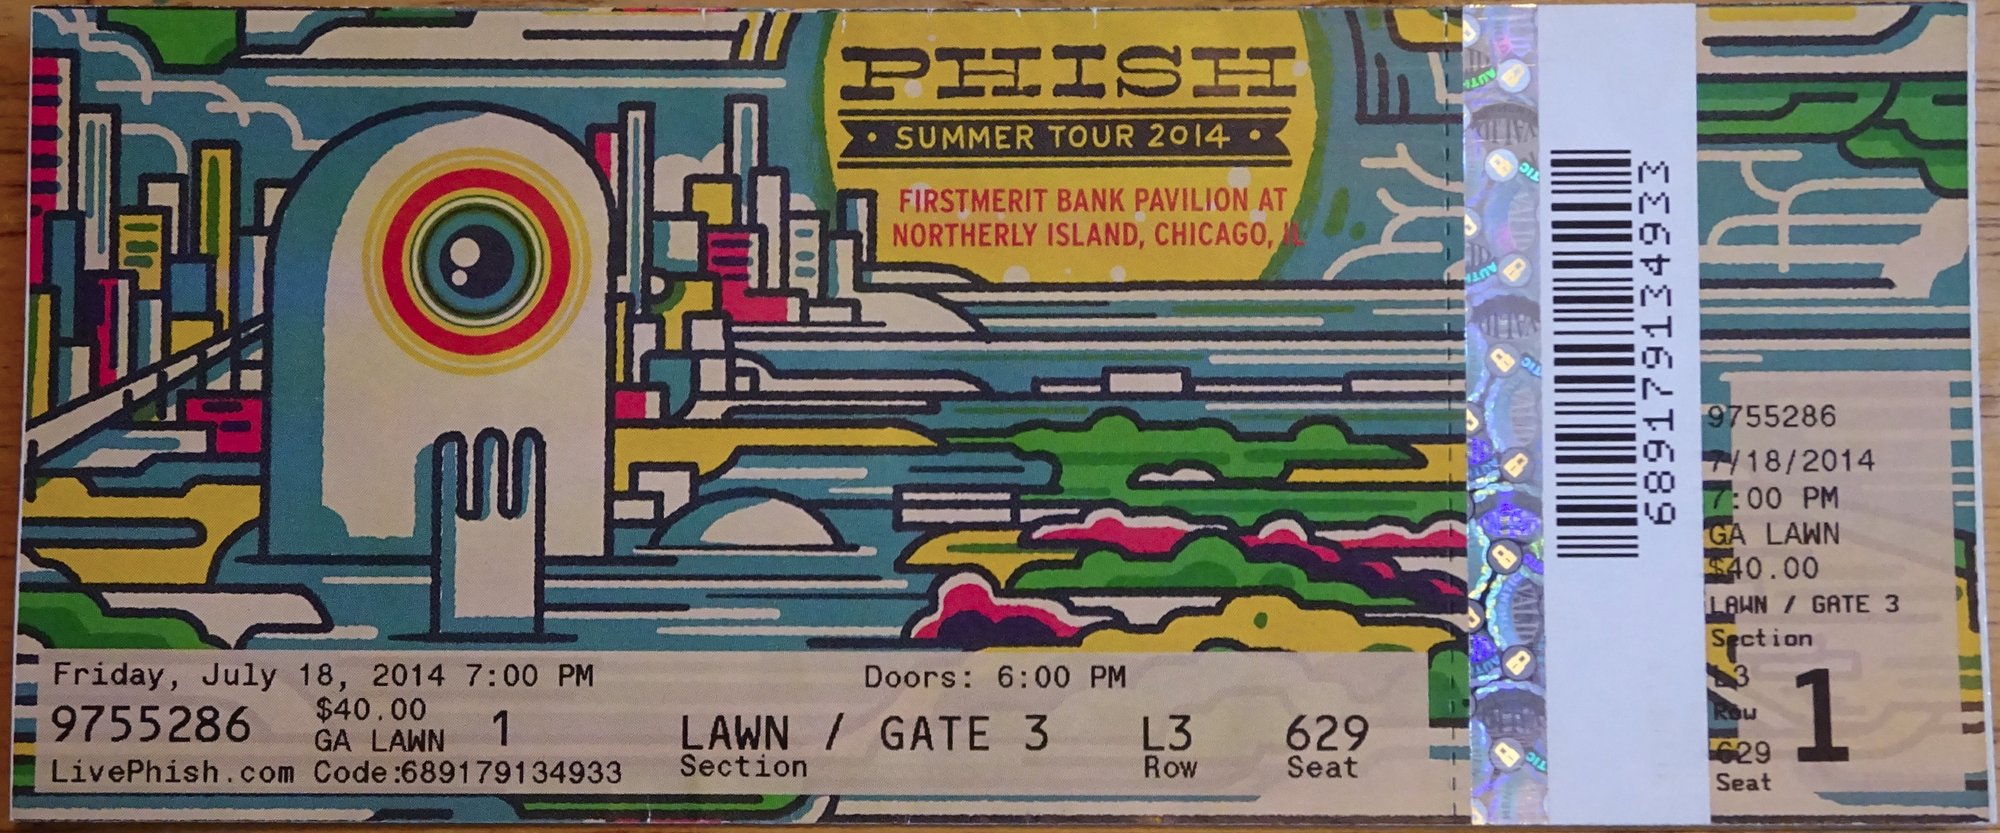 PHISH
• SUMMER TOUR 2014 •
FIRSTMERIT BANK PAVILION AT
NORTHERLY ISLAND, CHICAGO, IL
Friday, July 18, 2014 7:00 PM
Doors: 6:00 PM
9755286
$40.00
GA LAWN
1
LAWN / GATE 3
Section
L3
Row
629
Seat
LivePhish.com Code:689179134933
VALID
689179134933
9755286
7/18/2014
7:00 PM
GA LAWN
$40.00
LAWN / GATE 3
Section
L3
Row
629
Seat
1